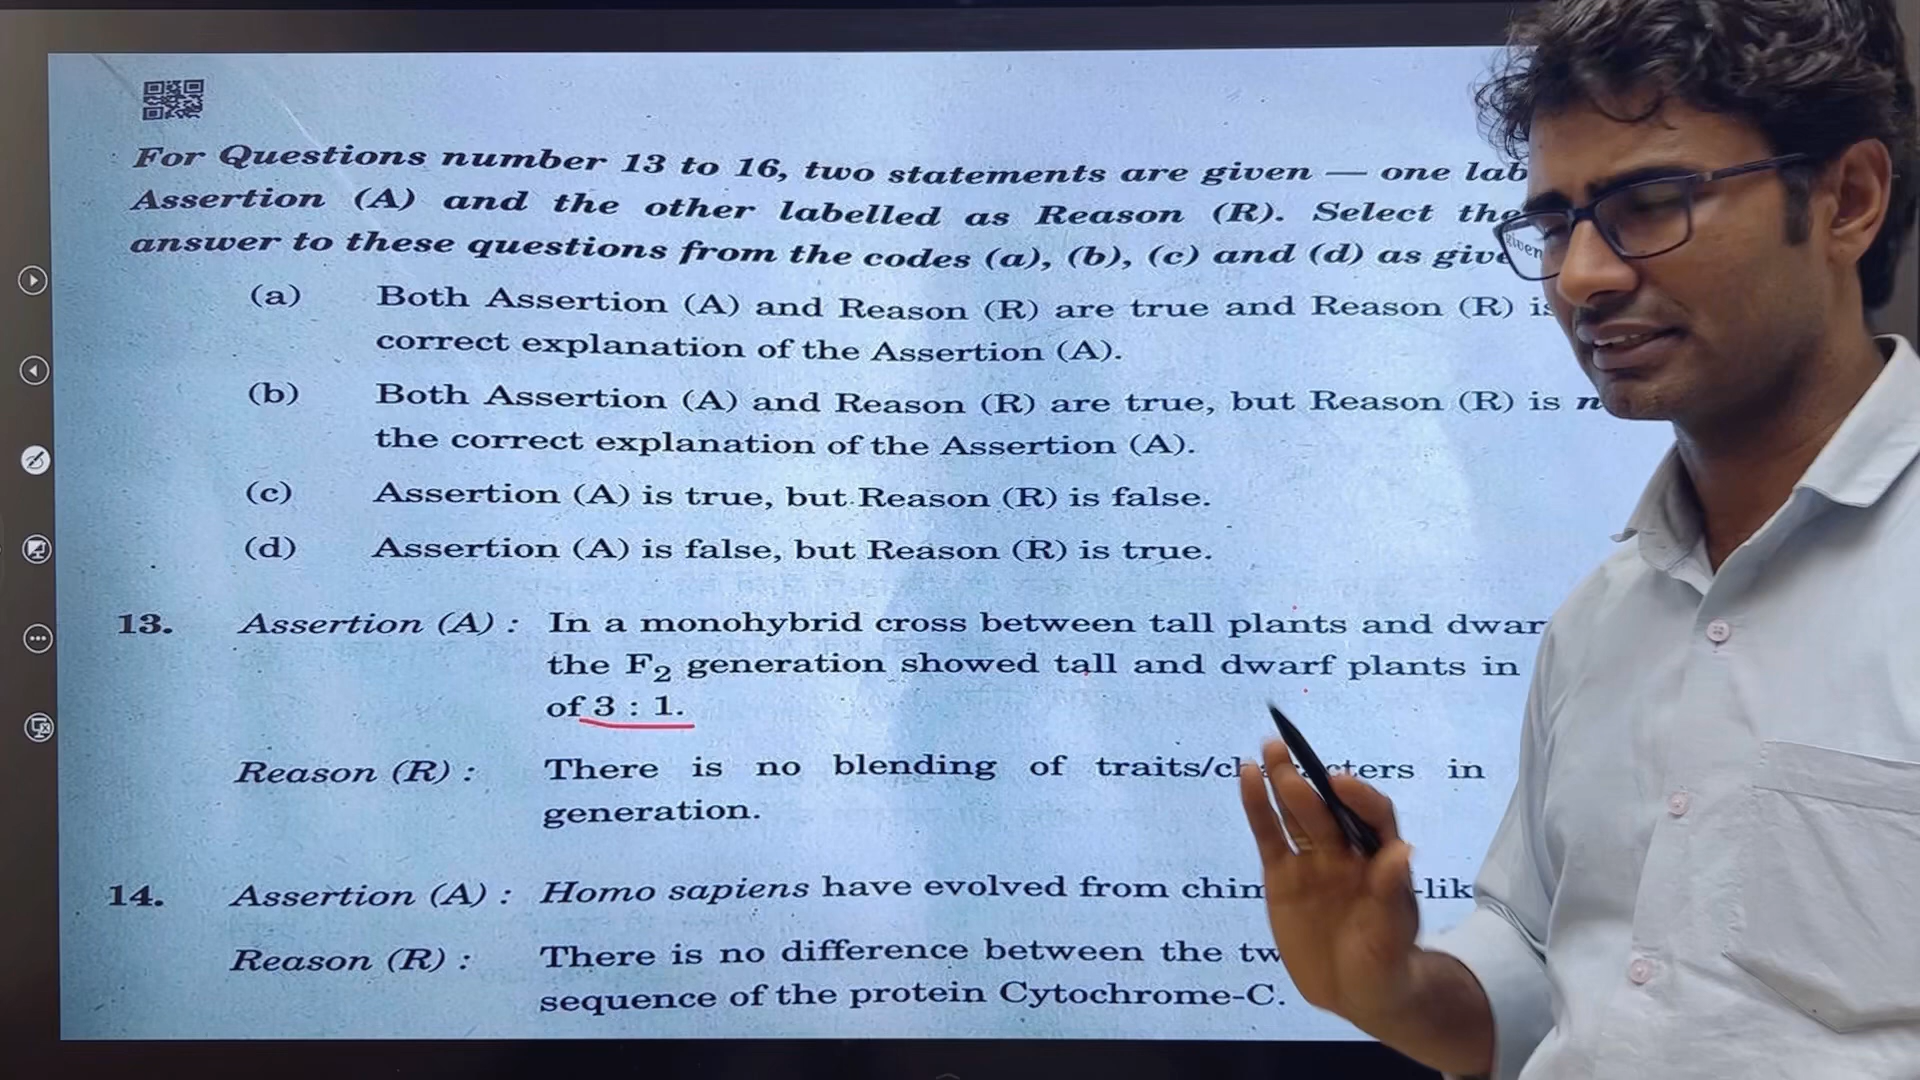 For Questions number 13 to 16, two statements are given — one lab
Assertion (A) and the other labelled as Reason (R). Select the
answer to these questions from the codes (a), (b), (c) and (d) as give
given
(a) Both Assertion (A) and Reason (R) are true and Reason (R) is
correct explanation of the Assertion (A).
(b) Both Assertion (A) and Reason (R) are true, but Reason (R) is n
the correct explanation of the Assertion (A).
(c) Assertion (A) is true, but Reason (R) is false.
(d) Assertion (A) is false, but Reason (R) is true.
13. Assertion (A) : In a monohybrid cross between tall plants and dwar
the F₂ generation showed tall and dwarf plants in
of 3 : 1.
Reason (R) : There is no blending of traits/characters in
generation.
14. Assertion (A) : Homo sapiens have evolved from chim -lik
Reason (R) : There is no difference between the tw
sequence of the protein Cytochrome-C.